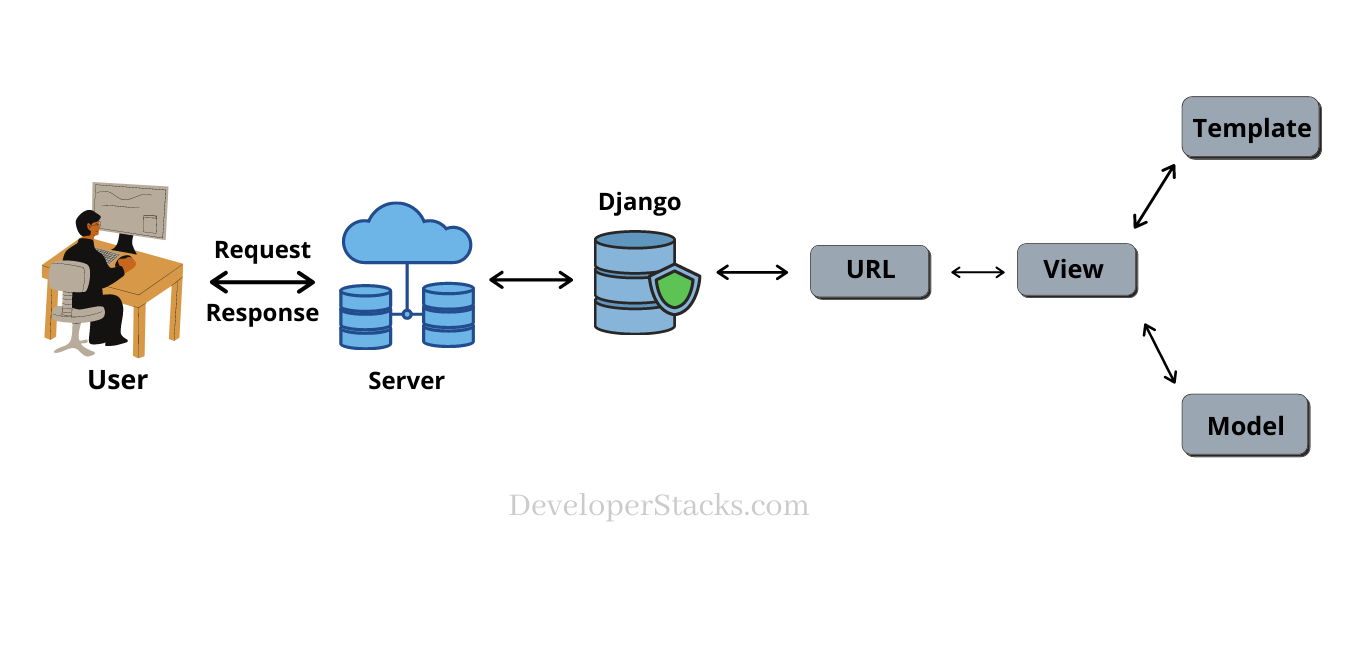 Request
Response
User
Server
Django
URL
View
Template
Model
DeveloperStacks.com